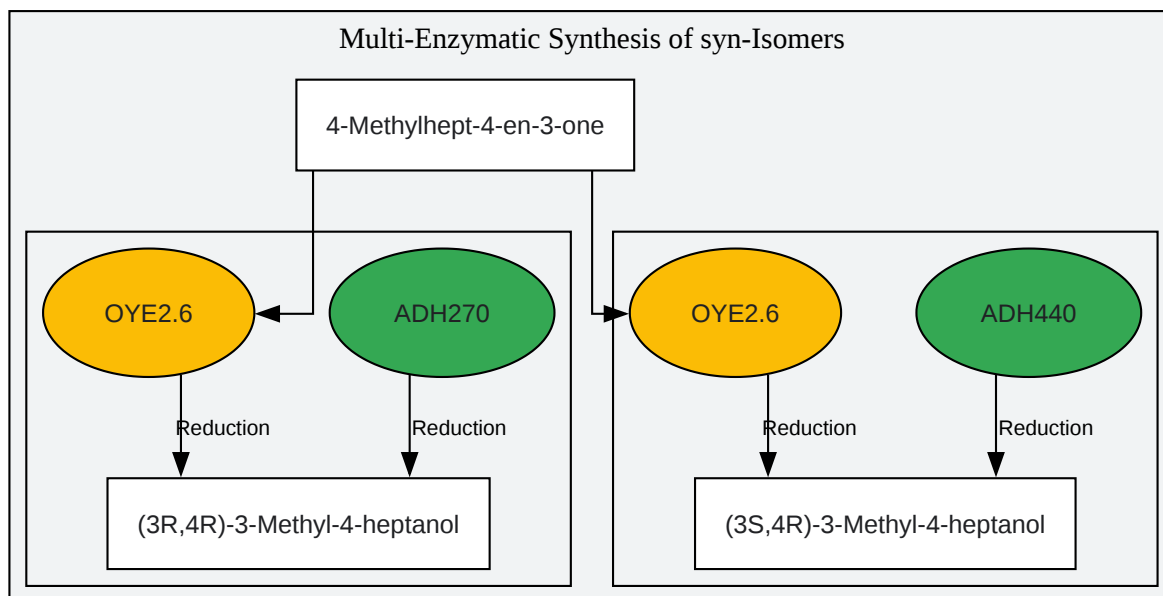 Multi-Enzymatic Synthesis of syn-Isomers
4-Methylhept-4-en-3-one
OYE2.6
ADH270
OYE2.6
ADH440
Reduction
Reduction
Reduction
Reduction
(3R,4R)-3-Methyl-4-heptanol
(3S,4R)-3-Methyl-4-heptanol